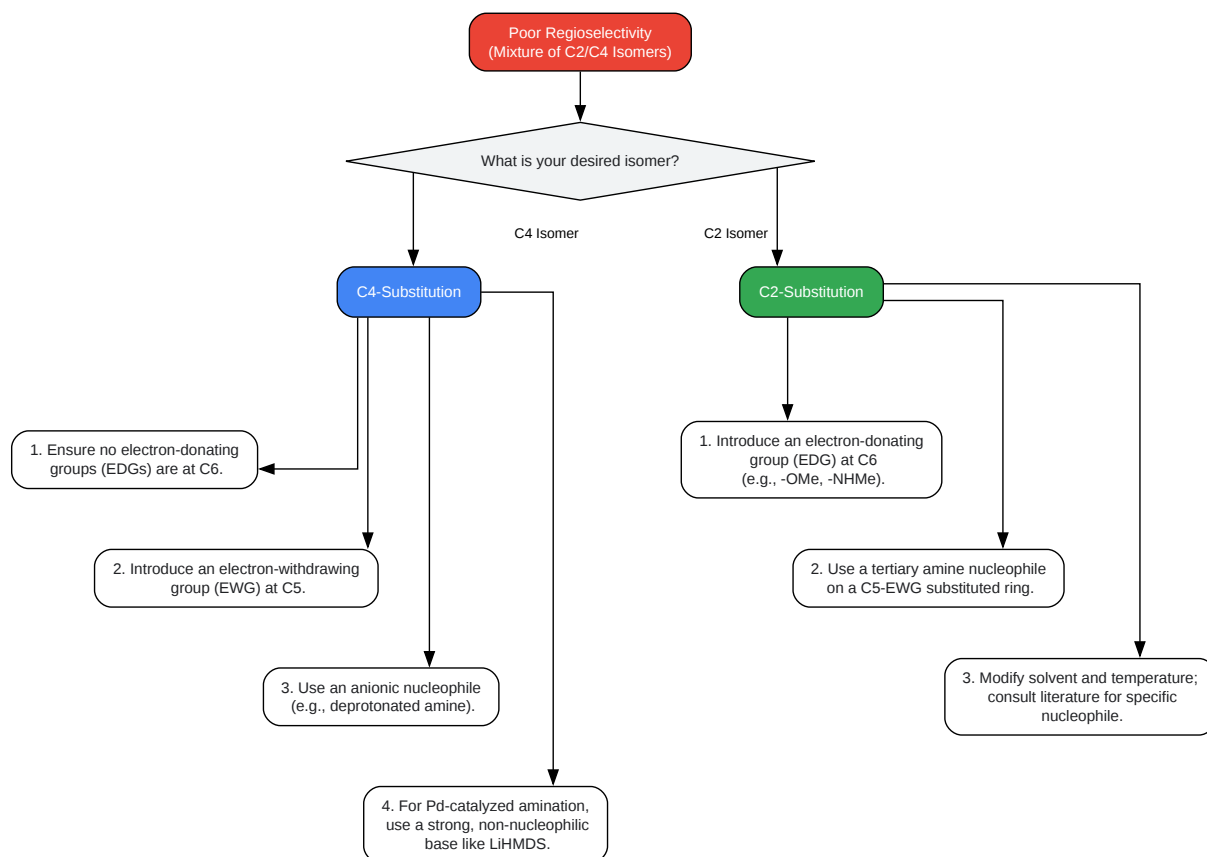 Poor Regioselectivity
(Mixture of C2/C4 Isomers)
What is your desired isomer?
C4 Isomer
C2 Isomer
C4-Substitution
C2-Substitution
1. Ensure no electron-donating
groups (EDGs) are at C6.
2. Introduce an electron-withdrawing
group (EWG) at C5.
3. Use an anionic nucleophile
(e.g., deprotonated amine).
4. For Pd-catalyzed amination,
use a strong, non-nucleophilic
base like LiHMDS.
1. Introduce an electron-donating
group (EDG) at C6
(e.g., -OMe, -NHMe).
2. Use a tertiary amine nucleophile
on a C5-EWG substituted ring.
3. Modify solvent and temperature;
consult literature for specific
nucleophile.